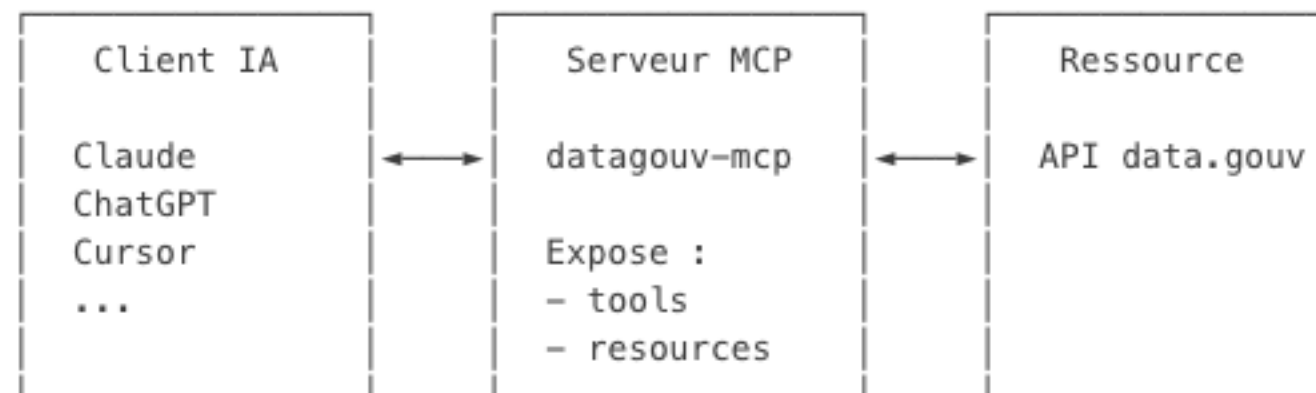 Client IA
Claude
ChatGPT
Cursor
...
Serveur MCP
datagouv-mcp
Expose :
- tools
- resources
Ressource
API data.gouv